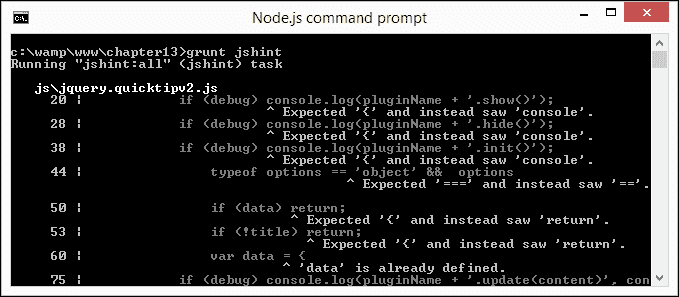 Node.js command prompt
c:\wamp\www\chapter13>grunt jshint
Running "jshint:all" (jshint) task
js\jquery.quicktipv2.js
20 | if (debug) console.log(pluginName + '.show()');
^ Expected '{' and instead saw 'console'.
28 | if (debug) console.log(pluginName + '.hide()');
^ Expected '{' and instead saw 'console'.
38 | if (debug) console.log(pluginName + '.init()');
^ Expected '{' and instead saw 'console'.
44 | typeof options == 'object' && options
^ Expected '===' and instead saw '=='.
50 | if (data) return;
^ Expected '{' and instead saw 'return'.
53 | if (!title) return;
^ Expected '{' and instead saw 'return'.
60 | var data = {
^ 'data' is already defined.
75 | if (debug) console.log(pluginName + '.update(content)', con